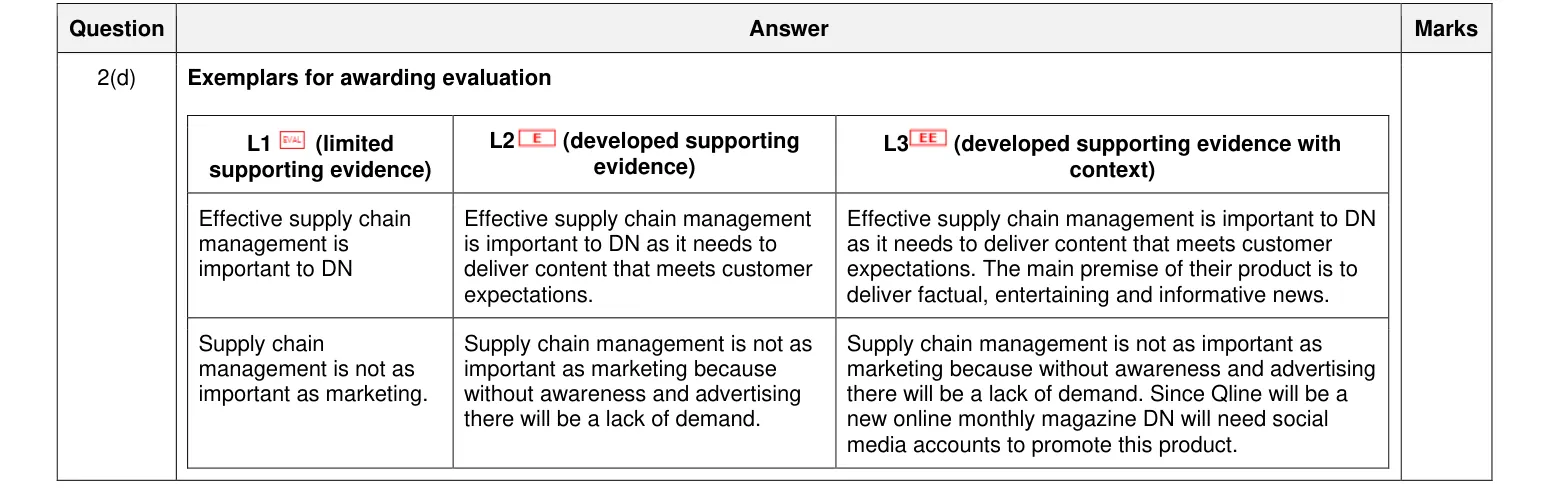 Question Answer Marks
2(d) Exemplars for awarding evaluation
L1 EVAL (limited supporting evidence)
L2 E (developed supporting evidence)
L3 EE (developed supporting evidence with context)
Effective supply chain
management is
important to DN
Effective supply chain management
is important to DN as it needs to
deliver content that meets customer
expectations.
Effective supply chain management is important to DN
as it needs to deliver content that meets customer
expectations. The main premise of their product is to
deliver factual, entertaining and informative news.
Supply chain
management is not as
important as marketing.
Supply chain management is not as
important as marketing because
without awareness and advertising
there will be a lack of demand.
Supply chain management is not as important as
marketing because without awareness and advertising
there will be a lack of demand. Since Qline will be a
new online monthly magazine DN will need social
media accounts to promote this product.